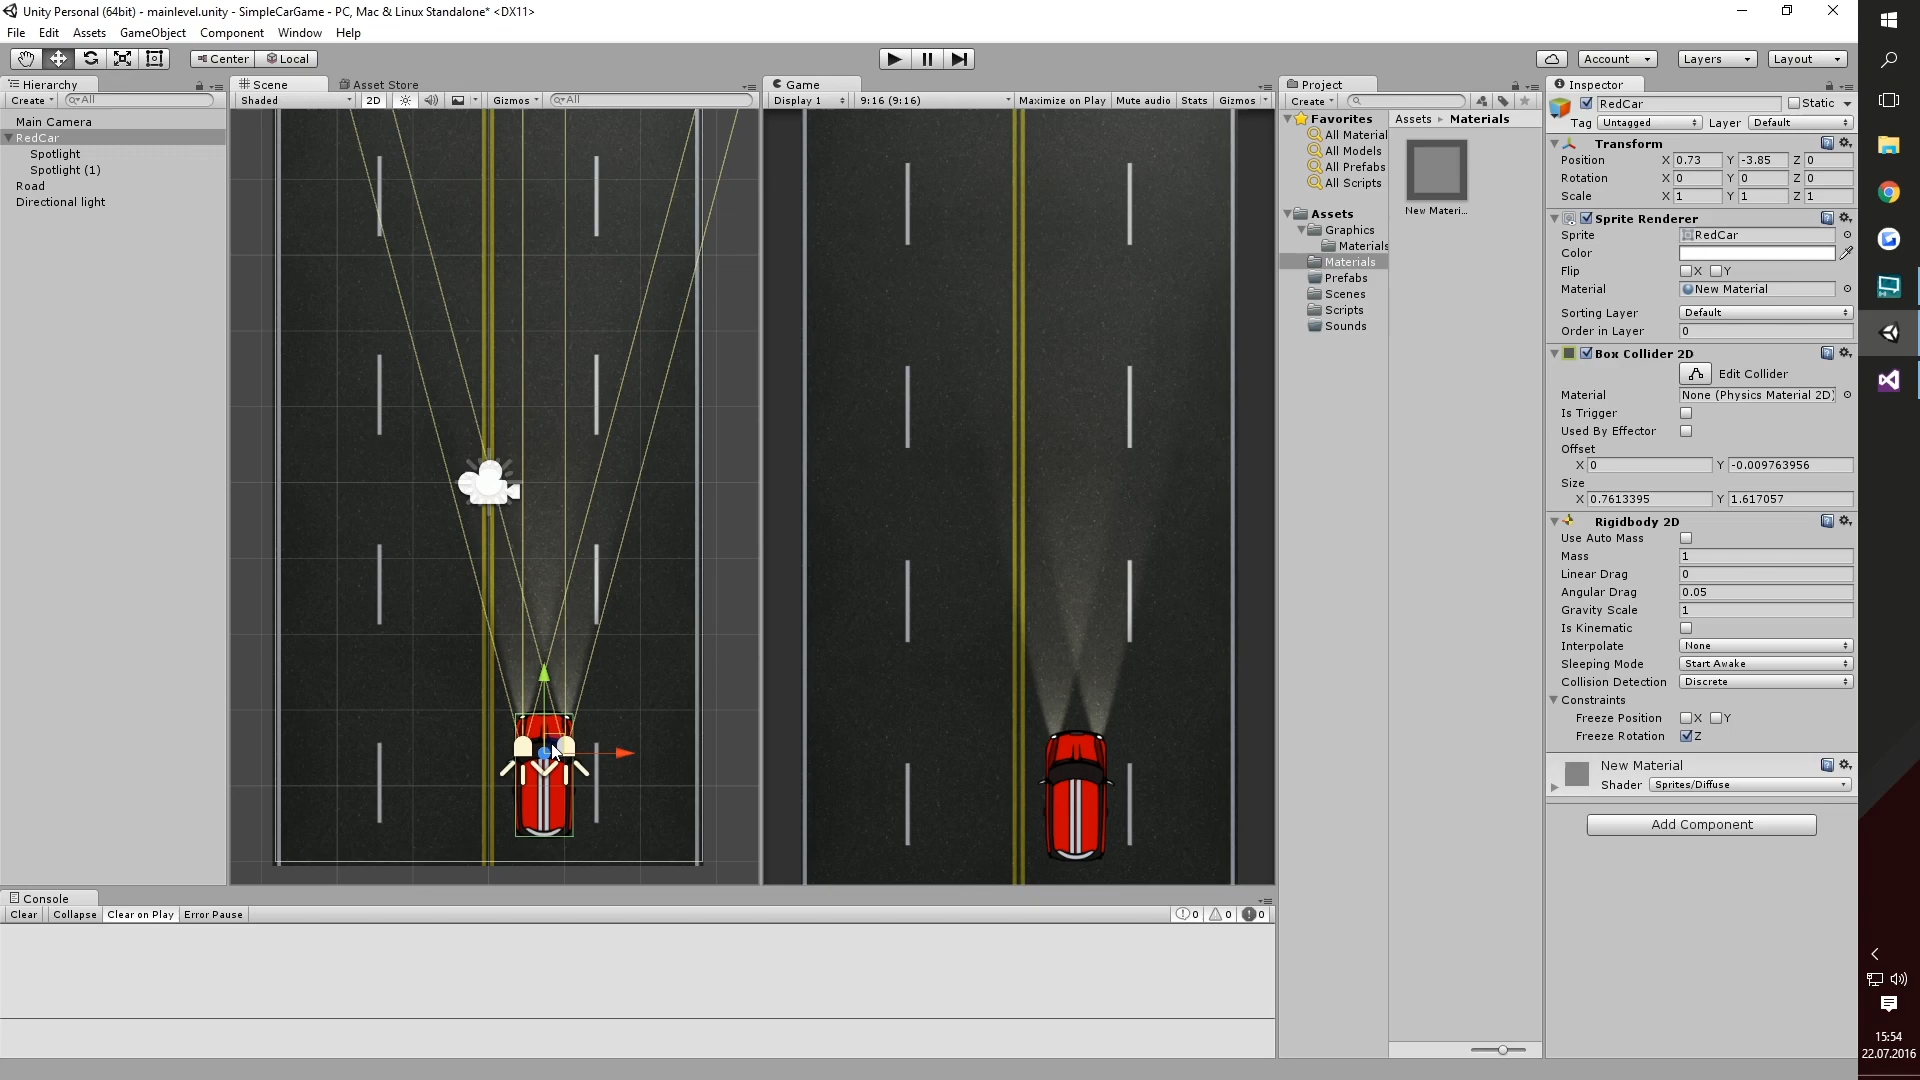 Unity Personal (64bit) - mainlevel.unity - SimpleCarGame - PC, Mac & Linux Standalone* <DX11>
File Edit Assets GameObject Component Window Help
Center Local
Account Layers Layout
Hierarchy
Create All
Main Camera
RedCar
Spotlight
Spotlight (1)
Road
Directional light
Scene Asset Store
Shaded 2D Gizmos All
Game
Display 1 9:16 (9:16) Maximize on Play Mute audio Stats Gizmos
Project
Create
Favorites
All Material
All Models
All Prefabs
All Scripts
Assets
Graphics
Materials
Materials
Prefabs
Scenes
Scripts
Sounds
Assets Materials
New Materi...
Inspector
RedCar Static
Tag Untagged Layer Default
Transform
Position X 0.73 Y -3.85 Z 0
Rotation X 0 Y 0 Z 0
Scale X 1 Y 1 Z 1
Sprite Renderer
Sprite RedCar
Color
Flip X Y
Material New Material
Sorting Layer Default
Order in Layer 0
Box Collider 2D
Edit Collider
Material None (Physics Material 2D)
Is Trigger
Used By Effector
Offset
X 0 Y -0.009763956
Size
X 0.7613395 Y 1.617057
Rigidbody 2D
Use Auto Mass
Mass 1
Linear Drag 0
Angular Drag 0.05
Gravity Scale 1
Is Kinematic
Interpolate None
Sleeping Mode Start Awake
Collision Detection Discrete
Constraints
Freeze Position X Y
Freeze Rotation Z
New Material
Shader Sprites/Diffuse
Add Component
Console
Clear Collapse Clear on Play Error Pause 0 0 0
15:54
22.07.2016